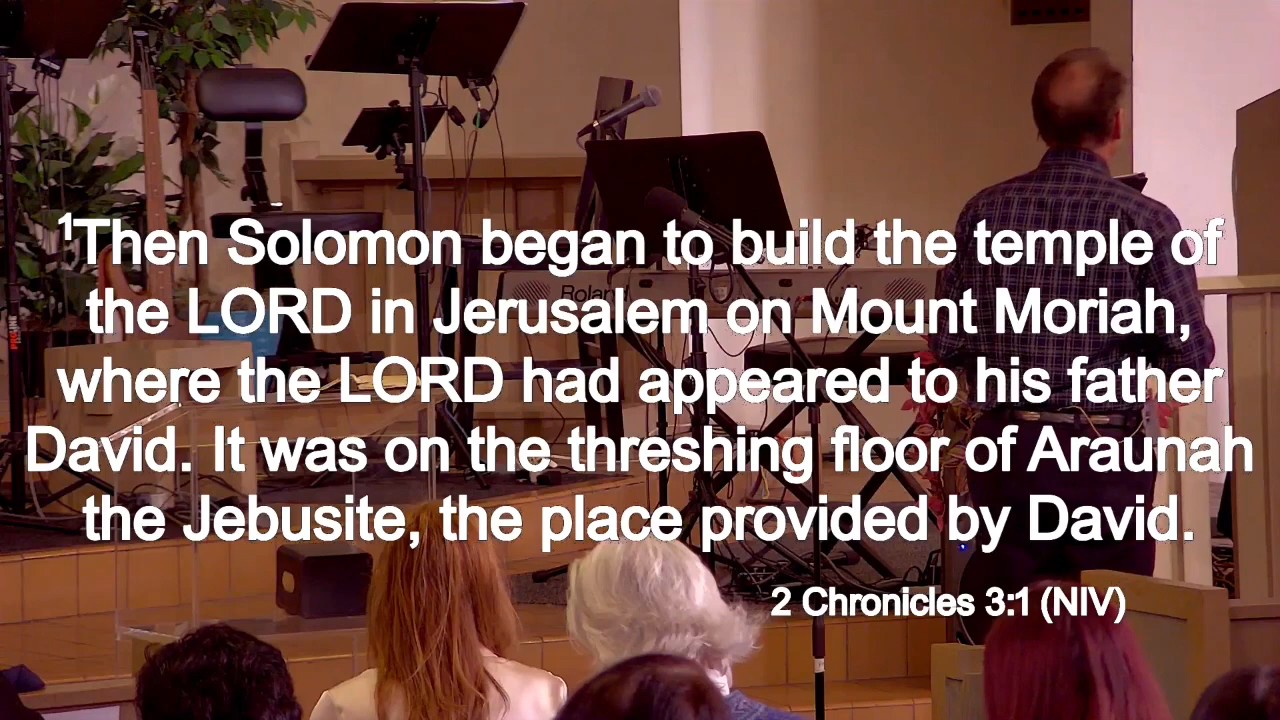 ¹Then Solomon began to build the temple of
the LORD in Jerusalem on Mount Moriah,
where the LORD had appeared to his father
David. It was on the threshing floor of Araunah
the Jebusite, the place provided by David.
2 Chronicles 3:1 (NIV)
Roland